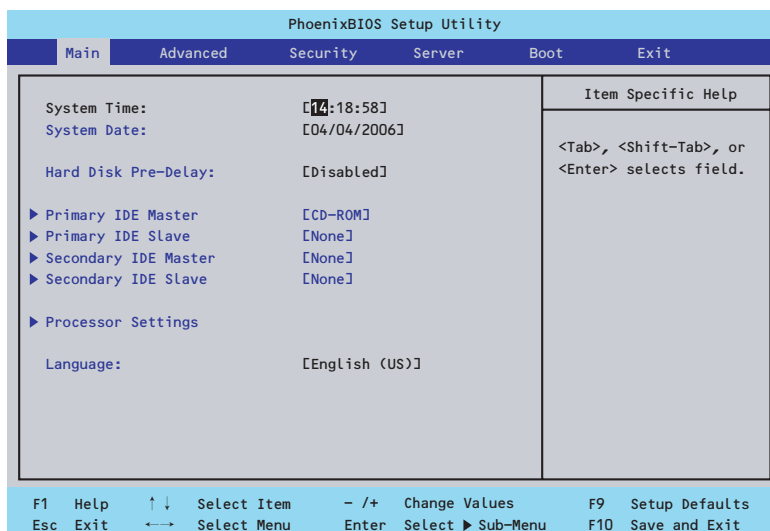 PhoenixBIOS Setup Utility
Main Advanced Security Server Boot Exit
Item Specific Help
System Time: [14:18:58]
System Date: [04/04/2006]
<Tab>, <Shift-Tab>, or
<Enter> selects field.
Hard Disk Pre-Delay: [Disabled]
▶ Primary IDE Master [CD-ROM]
▶ Primary IDE Slave [None]
▶ Secondary IDE Master [None]
▶ Secondary IDE Slave [None]
▶ Processor Settings
Language: [English (US)]
F1 Help ↑↓ Select Item - /+ Change Values F9 Setup Defaults
Esc Exit ←→ Select Menu Enter Select ▶ Sub-Menu F10 Save and Exit